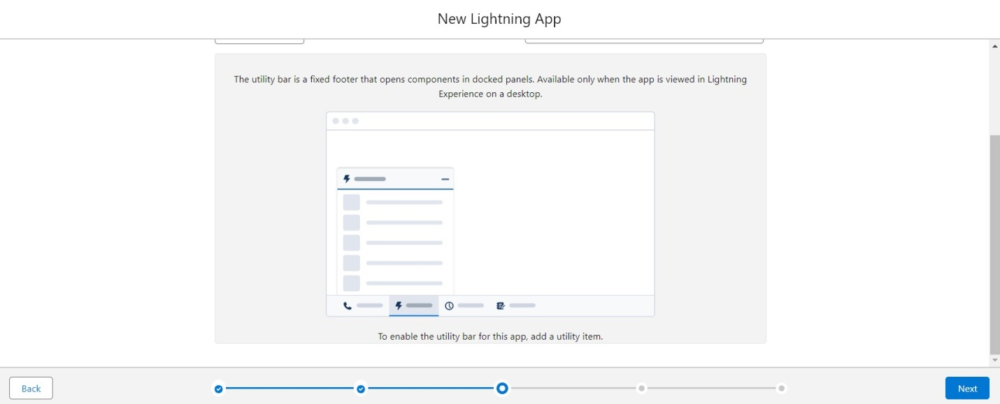 New Lightning App
The utility bar is a fixed footer that opens components in docked panels. Available only when the app is viewed in Lightning
Experience on a desktop.
To enable the utility bar for this app, add a utility item.
Back
Next